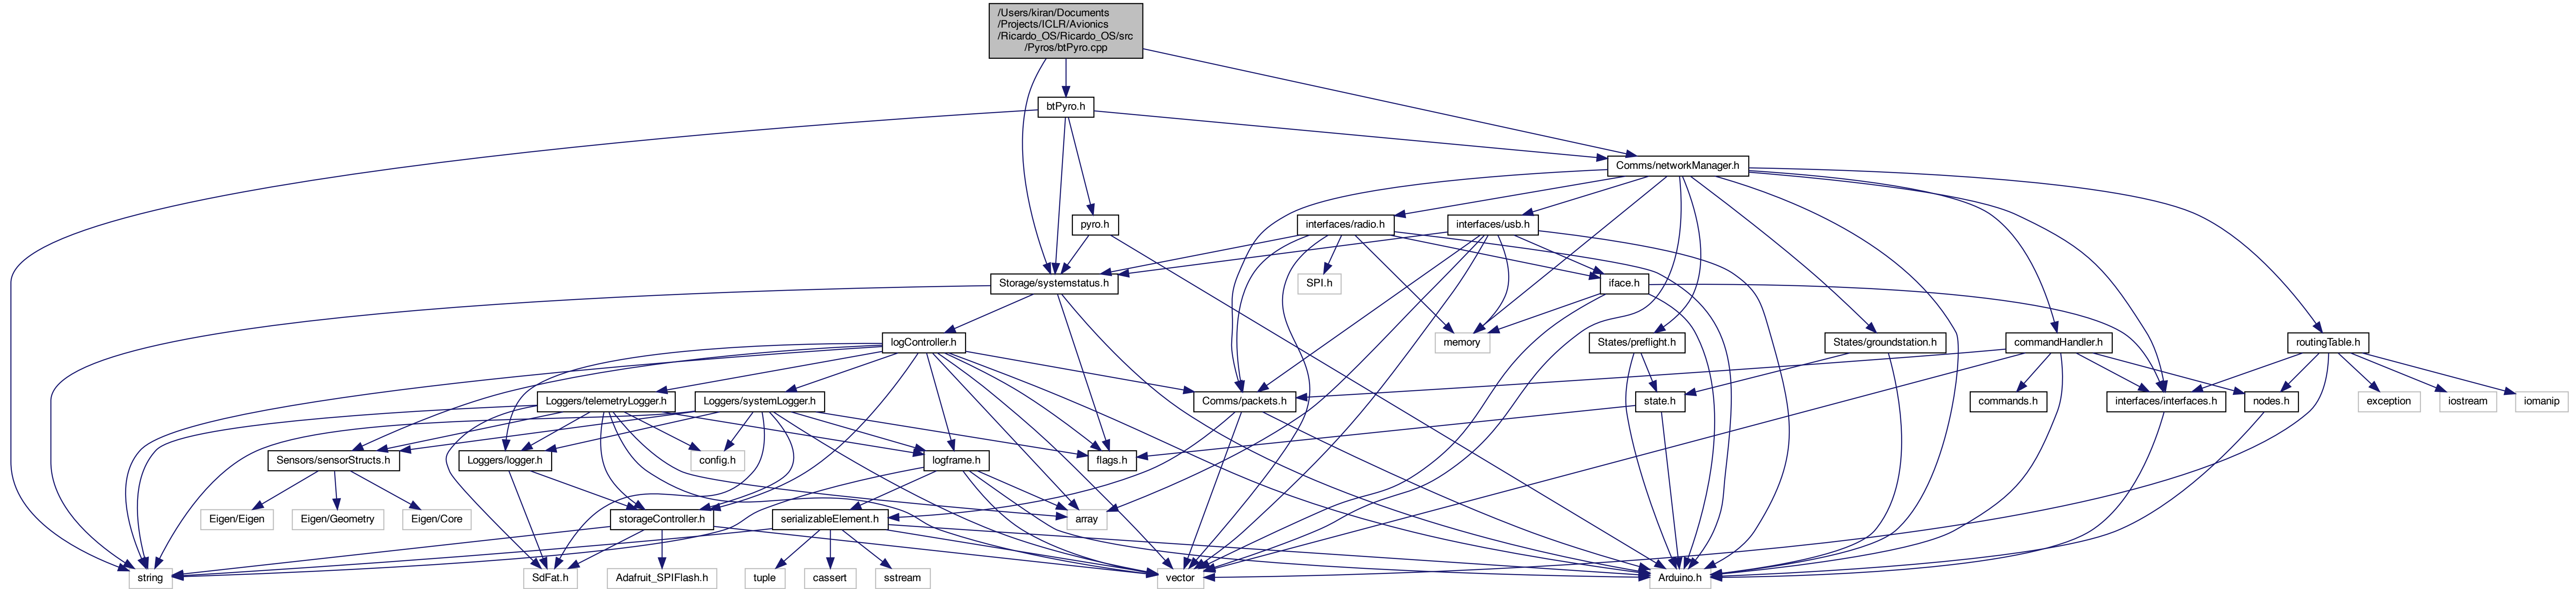 /Users/kiran/Documents
/Projects/ICLR/Avionics
/Ricardo_OS/Ricardo_OS/src
/Pyros/btPyro.cpp
btPyro.h
Comms/networkManager.h
pyro.h
interfaces/radio.h
interfaces/usb.h
Storage/systemstatus.h
SPI.h
iface.h
logController.h
memory
States/preflight.h
States/groundstation.h
commandHandler.h
routingTable.h
Loggers/telemetryLogger.h
Loggers/systemLogger.h
Comms/packets.h
state.h
commands.h
interfaces/interfaces.h
nodes.h
exception
iostream
iomanip
Sensors/sensorStructs.h
Loggers/logger.h
config.h
logframe.h
flags.h
Eigen/Eigen
Eigen/Geometry
Eigen/Core
storageController.h
serializableElement.h
array
string
SdFat.h
Adafruit_SPIFlash.h
tuple
cassert
sstream
vector
Arduino.h